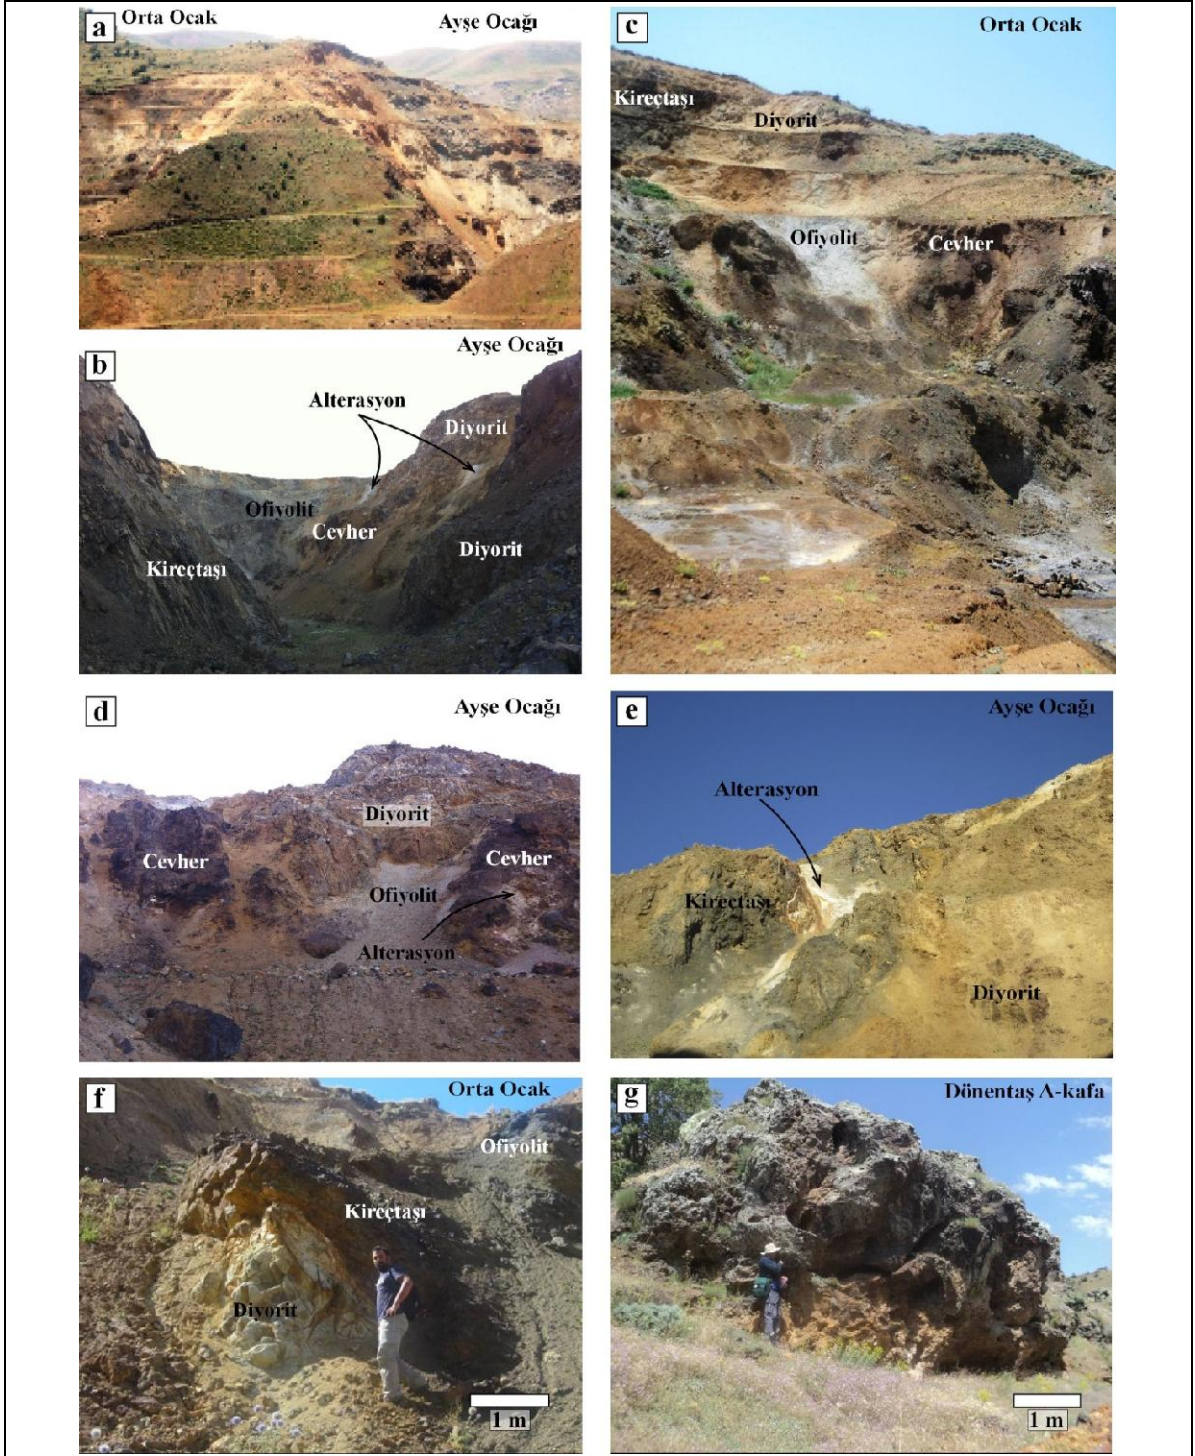 a
Orta Ocak
Ayşe Ocağı
b
Ayşe Ocağı
Alterasyon
Diyorit
Ofiyolit
Cevher
Diyorit
Kireçtaşı
c
Orta Ocak
Kireçtaşı
Diyorit
Ofiyolit
Cevher
d
Ayşe Ocağı
Diyorit
Cevher
Cevher
Ofiyolit
Alterasyon
e
Ayşe Ocağı
Alterasyon
Kireçtaşı
Diyorit
f
Orta Ocak
Ofiyolit
Kireçtaşı
Diyorit
1 m
g
Dönentaş A-kafa
1 m